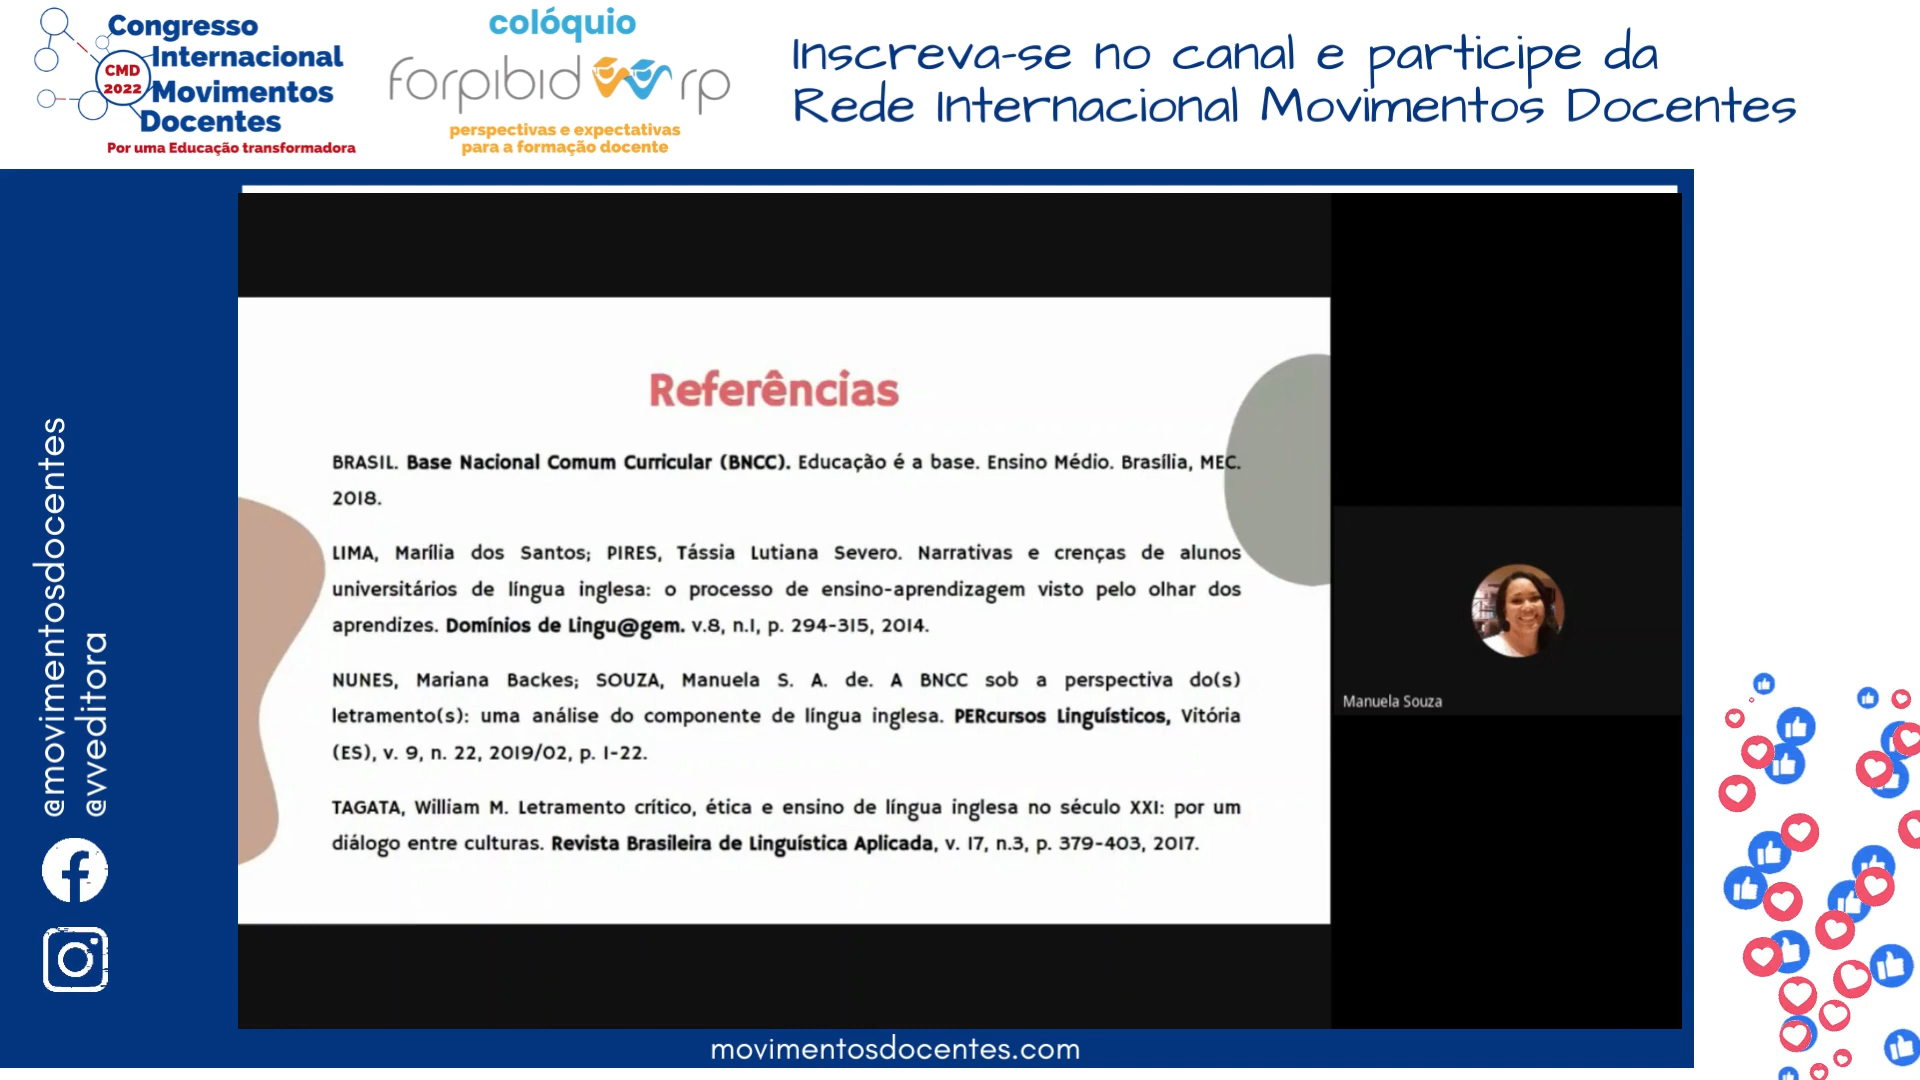 Congresso
Internacional
Movimentos
Docentes
CMD
2022
Por uma Educação transformadora
colóquio
forpibid rp
perspectivas e expectativas
para a formação docente
Inscreva-se no canal e participe da
Rede Internacional Movimentos Docentes
Referências
BRASIL. Base Nacional Comum Curricular (BNCC). Educação é a base. Ensino Médio. Brasília, MEC.
2018.
LIMA, Marília dos Santos; PIRES, Tássia Lutiana Severo. Narrativas e crenças de alunos
universitários de língua inglesa: o processo de ensino-aprendizagem visto pelo olhar dos
aprendizes. Domínios de Lingu@gem. v.8, n.1, p. 294-315, 2014.
NUNES, Mariana Backes; SOUZA, Manuela S. A. de. A BNCC sob a perspectiva do(s)
letramento(s): uma análise do componente de língua inglesa. PERcursos Linguísticos, Vitória
(ES), v. 9, n. 22, 2019/02, p. 1-22.
TAGATA, William M. Letramento crítico, ética e ensino de língua inglesa no século XXI: por um
diálogo entre culturas. Revista Brasileira de Linguística Aplicada, v. 17, n.3, p. 379-403, 2017.
Manuela Souza
@movimentosdocentes
@vveditora
movimentosdocentes.com